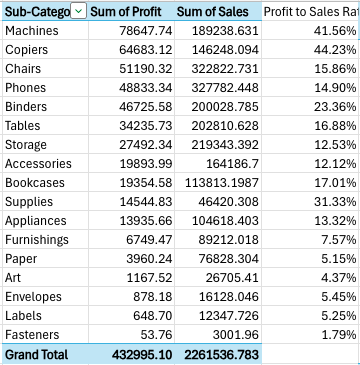 Sub-Catego Sum of Profit Sum of Sales Profit to Sales Ra
Machines 78647.74 189238.631 41.56%
Copiers 64683.12 146248.094 44.23%
Chairs 51190.32 322822.731 15.86%
Phones 48833.34 327782.448 14.90%
Binders 46725.58 200028.785 23.36%
Tables 34235.73 202810.628 16.88%
Storage 27492.34 219343.392 12.53%
Accessories 19893.99 164186.7 12.12%
Bookcases 19354.58 113813.1987 17.01%
Supplies 14544.83 46420.308 31.33%
Appliances 13935.66 104618.403 13.32%
Furnishings 6749.47 89212.018 7.57%
Paper 3960.24 76828.304 5.15%
Art 1167.52 26705.41 4.37%
Envelopes 878.18 16128.046 5.45%
Labels 648.70 12347.726 5.25%
Fasteners 53.76 3001.96 1.79%
Grand Total 432995.10 2261536.783